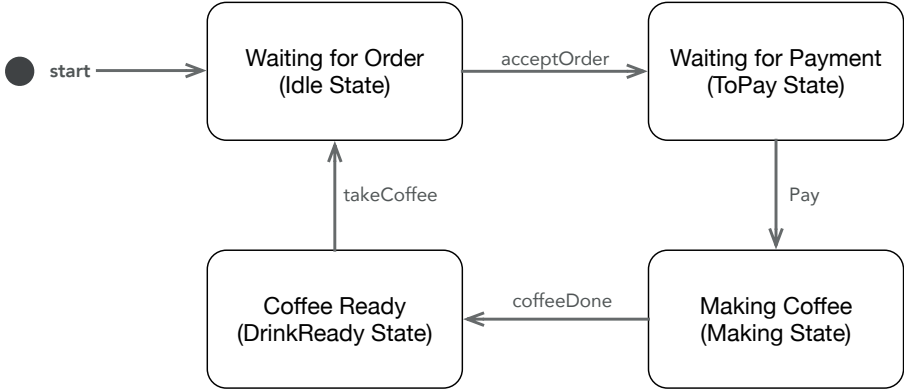 start
Waiting for Order
(Idle State)
acceptOrder
Waiting for Payment
(ToPay State)
takeCoffee
Pay
Coffee Ready
(DrinkReady State)
coffeeDone
Making Coffee
(Making State)